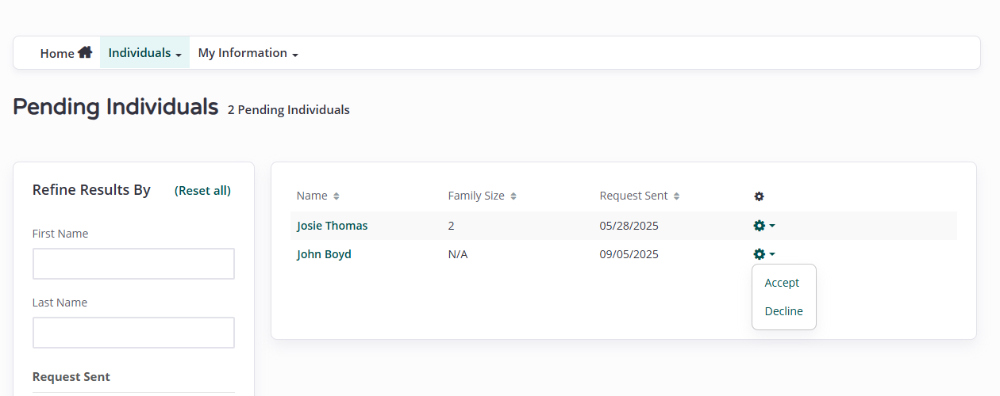 Home Individuals My Information
Pending Individuals 2 Pending Individuals
Refine Results By (Reset all)
First Name
Last Name
Request Sent
Name Family Size Request Sent
Josie Thomas 2 05/28/2025
John Boyd N/A 09/05/2025
Accept
Decline